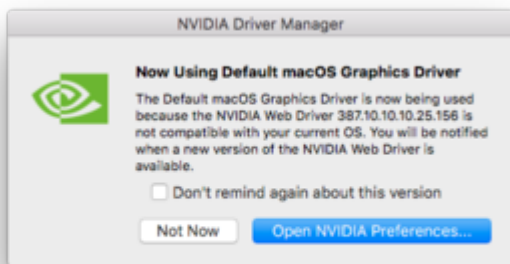 NVIDIA Driver Manager
Now Using Default macOS Graphics Driver
The Default macOS Graphics Driver is now being used
because the NVIDIA Web Driver 387.10.10.10.25.156 is
not compatible with your current OS. You will be notified
when a new version of the NVIDIA Web Driver is
available.
Don't remind again about this version
Not Now
Open NVIDIA Preferences...